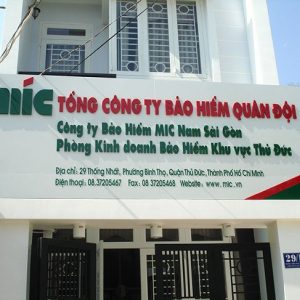 mic TỔNG CÔNG TY BẢO HIỂM QUÂN ĐỘI
Công ty Bảo Hiểm MIC Nam Sài Gòn
Phòng Kinh doanh Bảo Hiểm Khu vực Thủ Đức
Địa chỉ: 29 Thống Nhất, Phường Bình Thọ, Quận Thủ Đức, Thành Phố Hồ Chí Minh
Điện thoại: 08.37205467 Fax: 08.37205468 Website: www.mic.vn